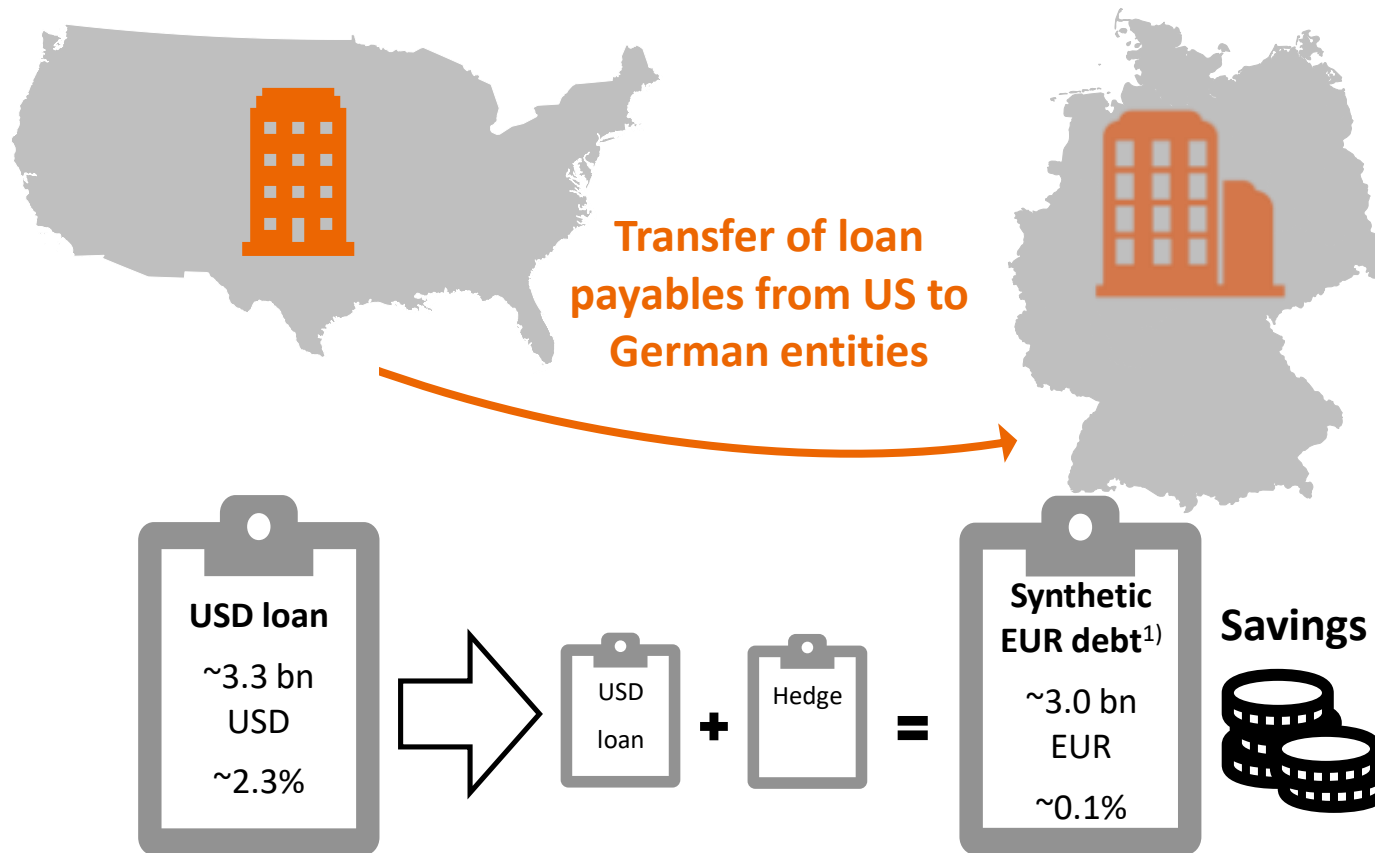 Transfer of loan
payables from US to
German entities
USD loan
~3.3 bn
USD
~2.3%
USD
loan
+
Hedge
=
Synthetic
EUR debt1)
~3.0 bn
EUR
~0.1%
Savings